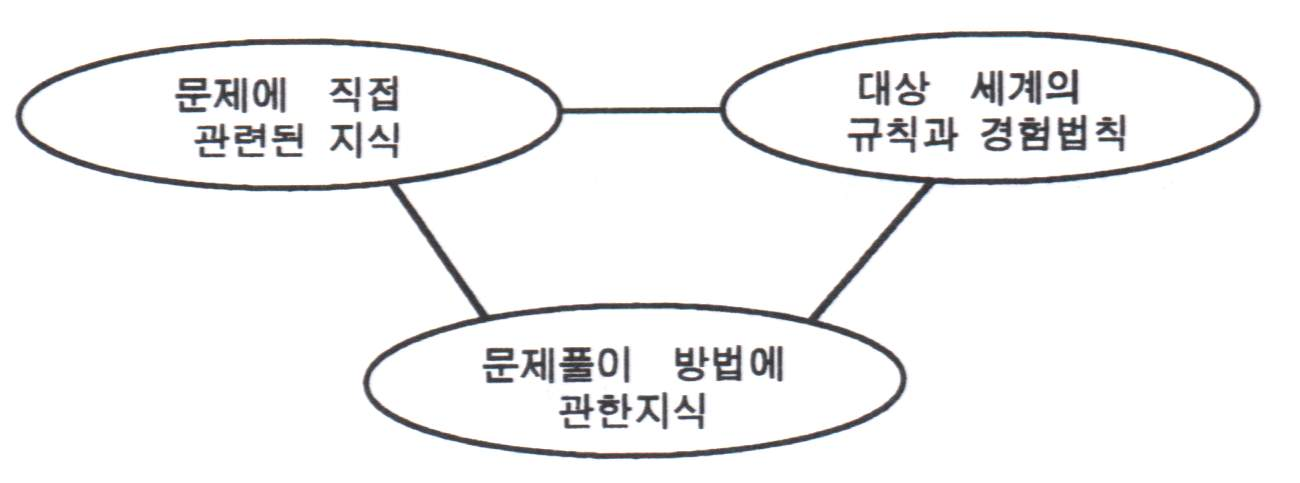 문제에 직접
관련된 지식
대상 세계의
규칙과 경험법칙
문제풀이 방법에
관한지식